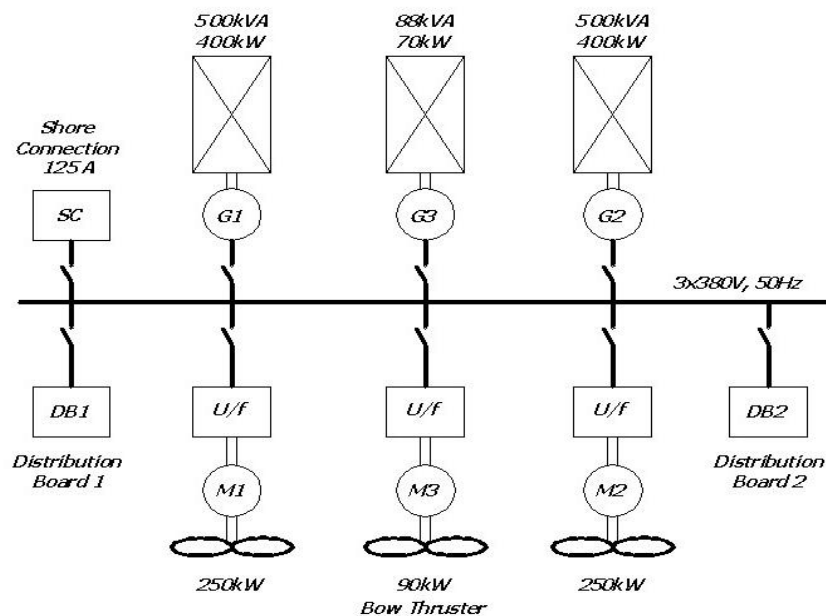 500kVA
400kW
88kVA
70kW
500kVA
400kW
Shore
Connection
125A
SC
G1
G3
G2
3x380V, 50Hz
DB1
U/f
U/f
U/f
DB2
Distribution
Board 1
M1
M3
M2
Distribution
Board 2
250kW
90kW
Bow Thruster
250kW